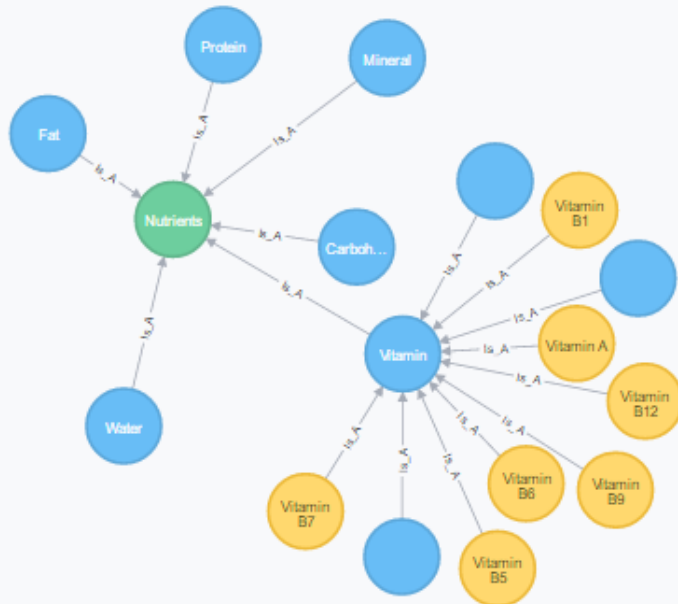 Protein
Mineral
Is_A
Is_A
Fat
Is_A
Nutrients
Is_A
Carboh...
Is_A
Is_A
Vitamin
B1
Is_A
Is_A
Is_A
Is_A
Vitamin A
Vitamin
Is_A
Vitamin
B12
Water
Is_A
Is_A
Is_A
Is_A
Is_A
Vitamin
B6
Vitamin
B9
Vitamin
B7
Vitamin
B5